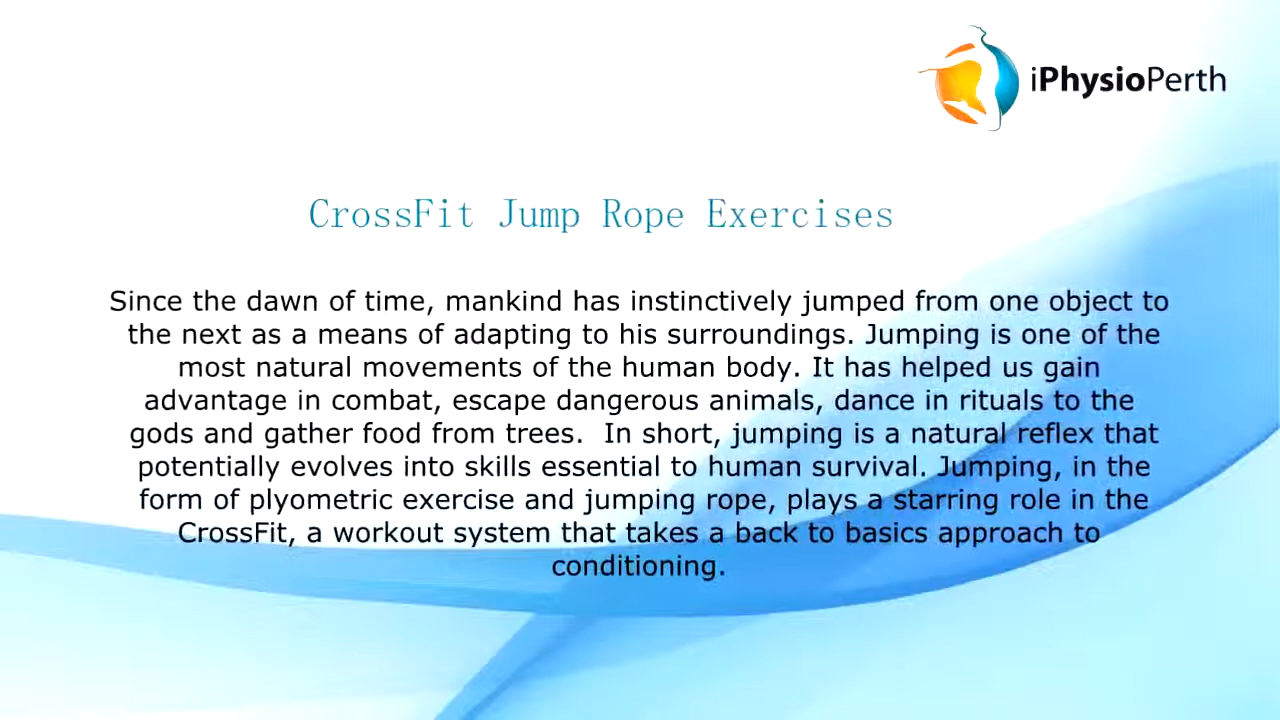 iPhysioPerth
CrossFit Jump Rope Exercises
Since the dawn of time, mankind has instinctively jumped from one object to
the next as a means of adapting to his surroundings. Jumping is one of the
most natural movements of the human body. It has helped us gain
advantage in combat, escape dangerous animals, dance in rituals to the
gods and gather food from trees.  In short, jumping is a natural reflex that
potentially evolves into skills essential to human survival. Jumping, in the
form of plyometric exercise and jumping rope, plays a starring role in the
CrossFit, a workout system that takes a back to basics approach to
conditioning.